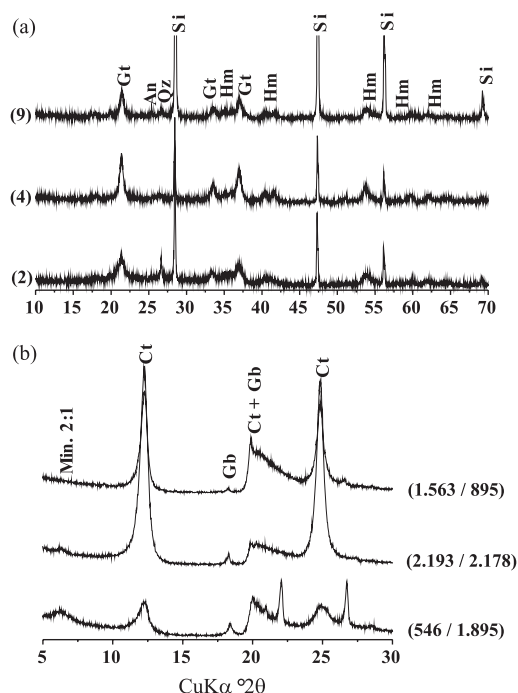 (a)
Gt An Qz Si Gt Hm Gt Hm Si Hm Si Hm Hm Si
(9)
(4)
(2)
10 15 20 25 30 35 40 45 50 55 60 65 70
(b)
Min. 2:1 Ct Gb Ct + Gb Ct
(1.563 / 895)
(2.193 / 2.178)
(546 / 1.895)
5 10 15 20 25 30
CuKα °2θ